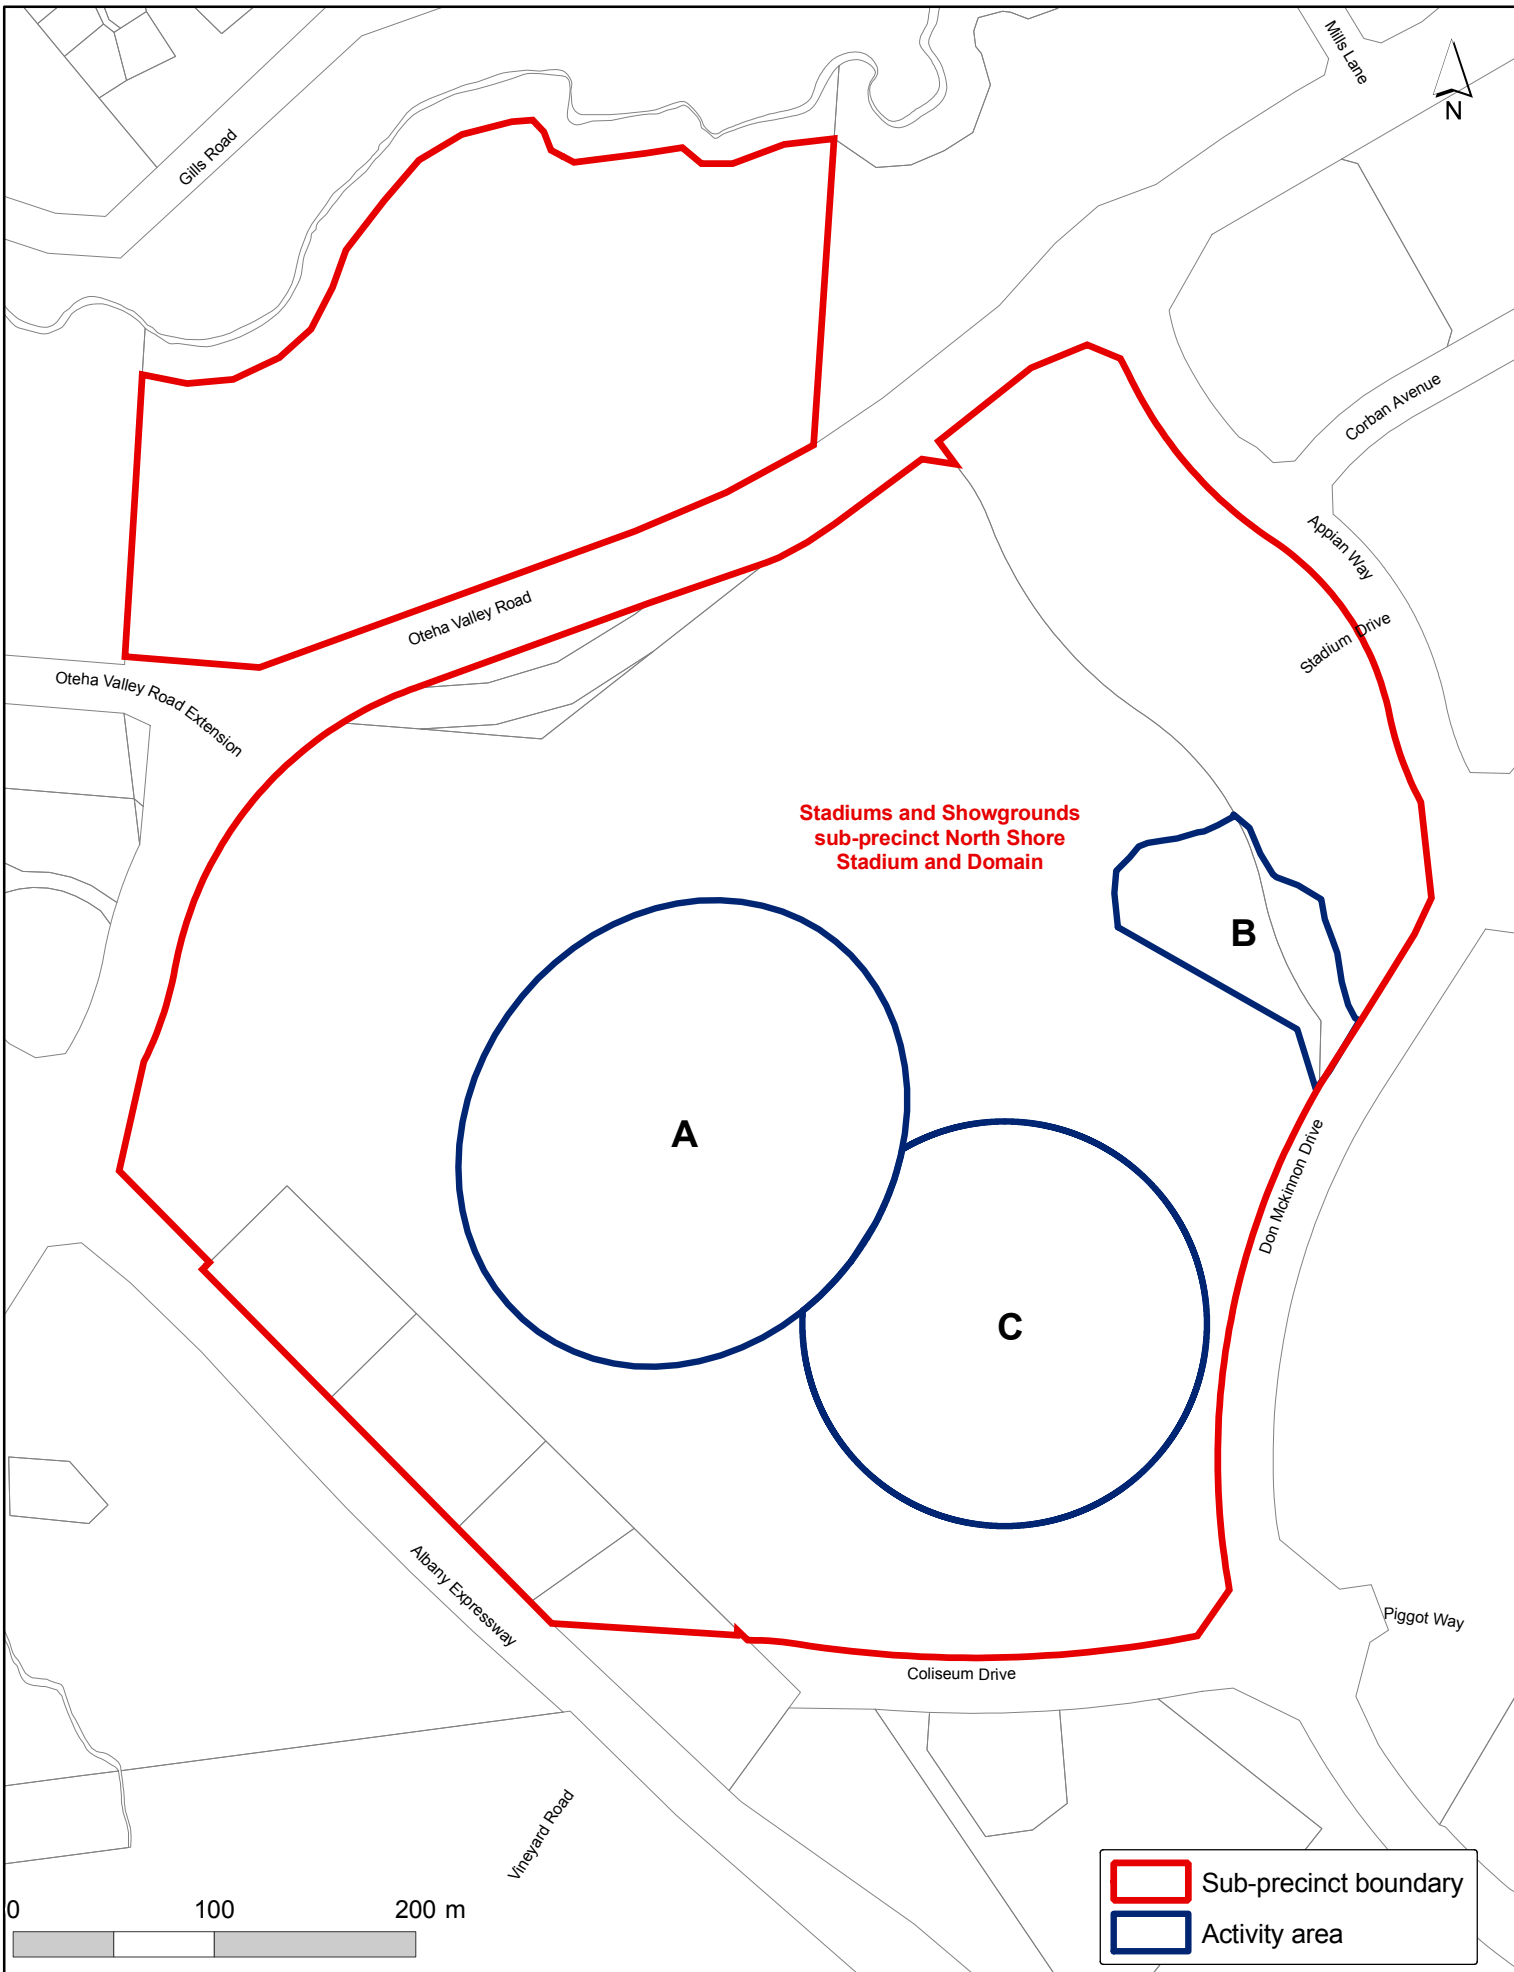 Mills Lane
N
Gills Road
Corban Avenue
Appian Way
Oteha Valley Road
Stadium Drive
Oteha Valley Road Extension
Stadiums and Showgrounds
sub-precinct North Shore
Stadium and Domain
B
A
Don Mckinnon Drive
C
Albany Expressway
Piggot Way
Coliseum Drive
Vineyard Road
Sub-precinct boundary
Activity area
0 100 200 m